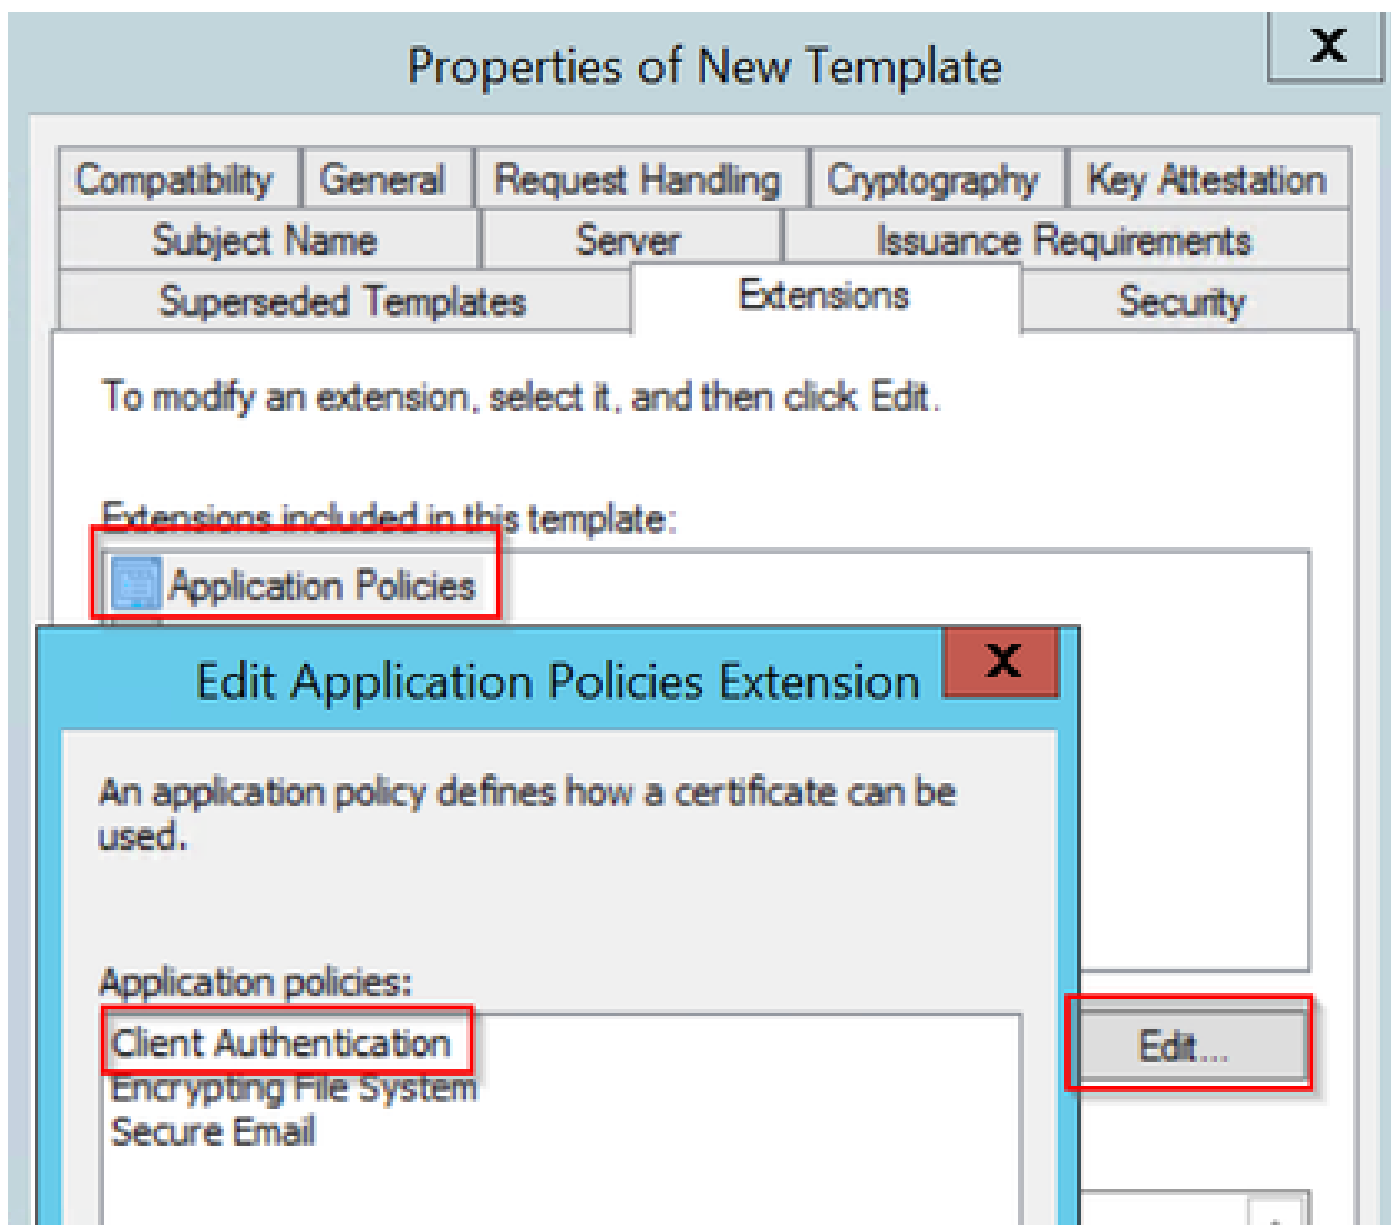 Properties of New Template
X
Compatibility General Request Handling Cryptography Key Attestation
Subject Name Server Issuance Requirements
Superseded Templates Extensions Security
To modify an extension, select it, and then click Edit.
Extensions included in this template:
Application Policies
Edit Application Policies Extension
X
An application policy defines how a certificate can be
used.
Application policies:
Client Authentication
Edit...
Encrypting File System
Secure Email